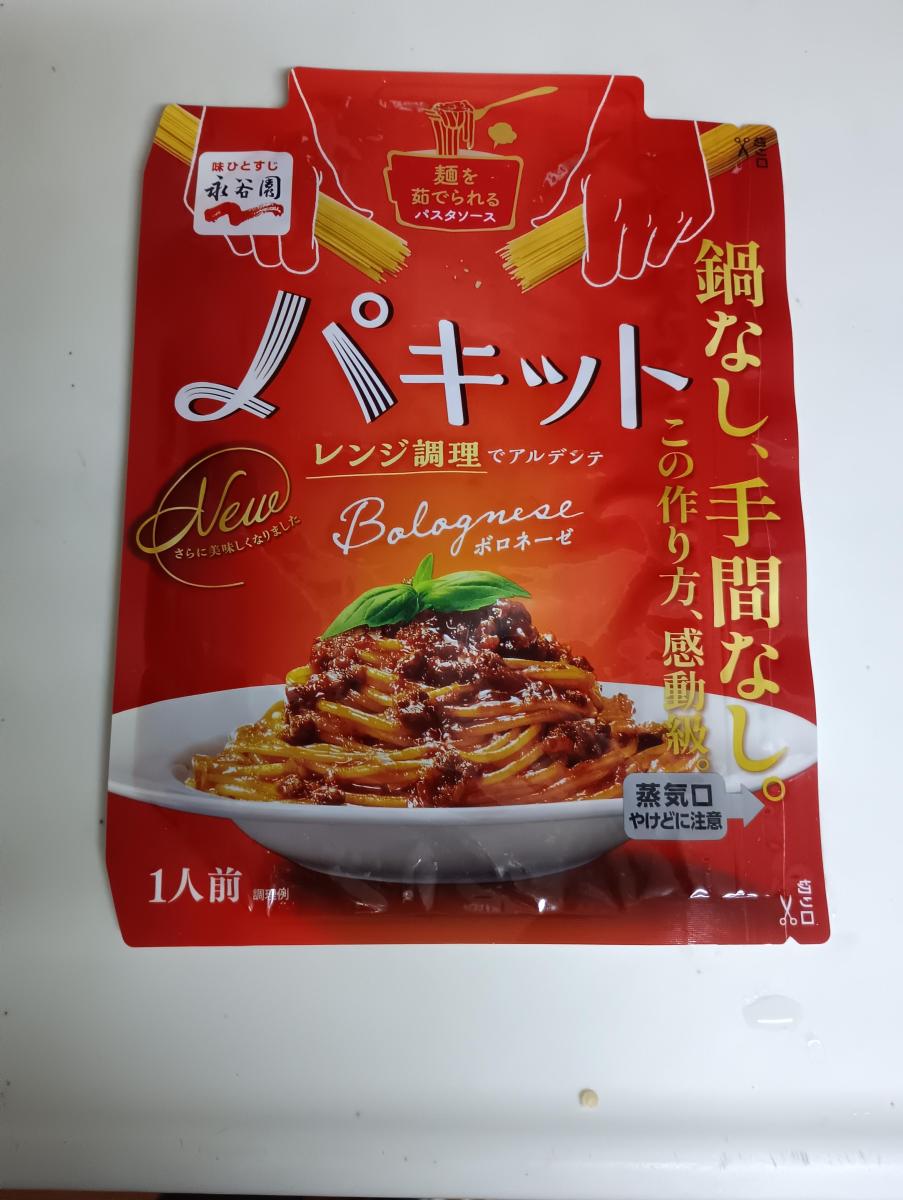 味ひとすじ
永谷園
麺を
茹でられる
パスタソース
切り口
鍋なし、手間なし。
この作り方、感動級。
パキット
レンジ調理でアルデンテ
New
さらに美味しくなりました
Bolognese
ボロネーゼ
蒸気口
やけどに注意
1人前
調理例
切り口